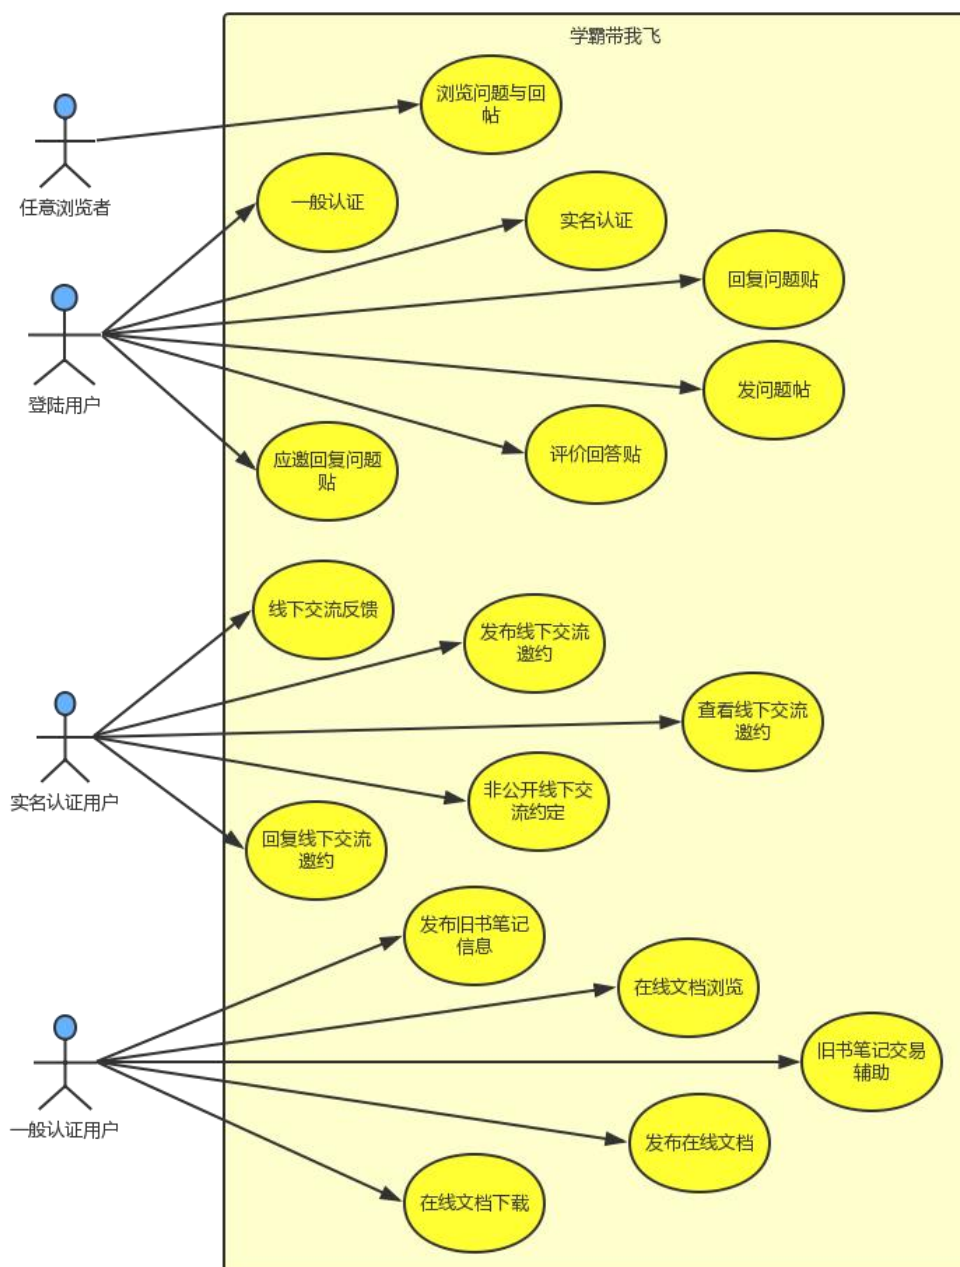 学霸带我飞
浏览问题与回
帖
任意浏览者
一般认证
实名认证
回复问题贴
登陆用户
发问题帖
评价回答贴
应邀回复问题
贴
线下交流反馈
发布线下交流
邀约
查看线下交流
邀约
实名认证用户
非公开线下交
流约定
回复线下交流
邀约
发布旧书笔记
信息
在线文档浏览
旧书笔记交易
辅助
一般认证用户
发布在线文档
在线文档下载